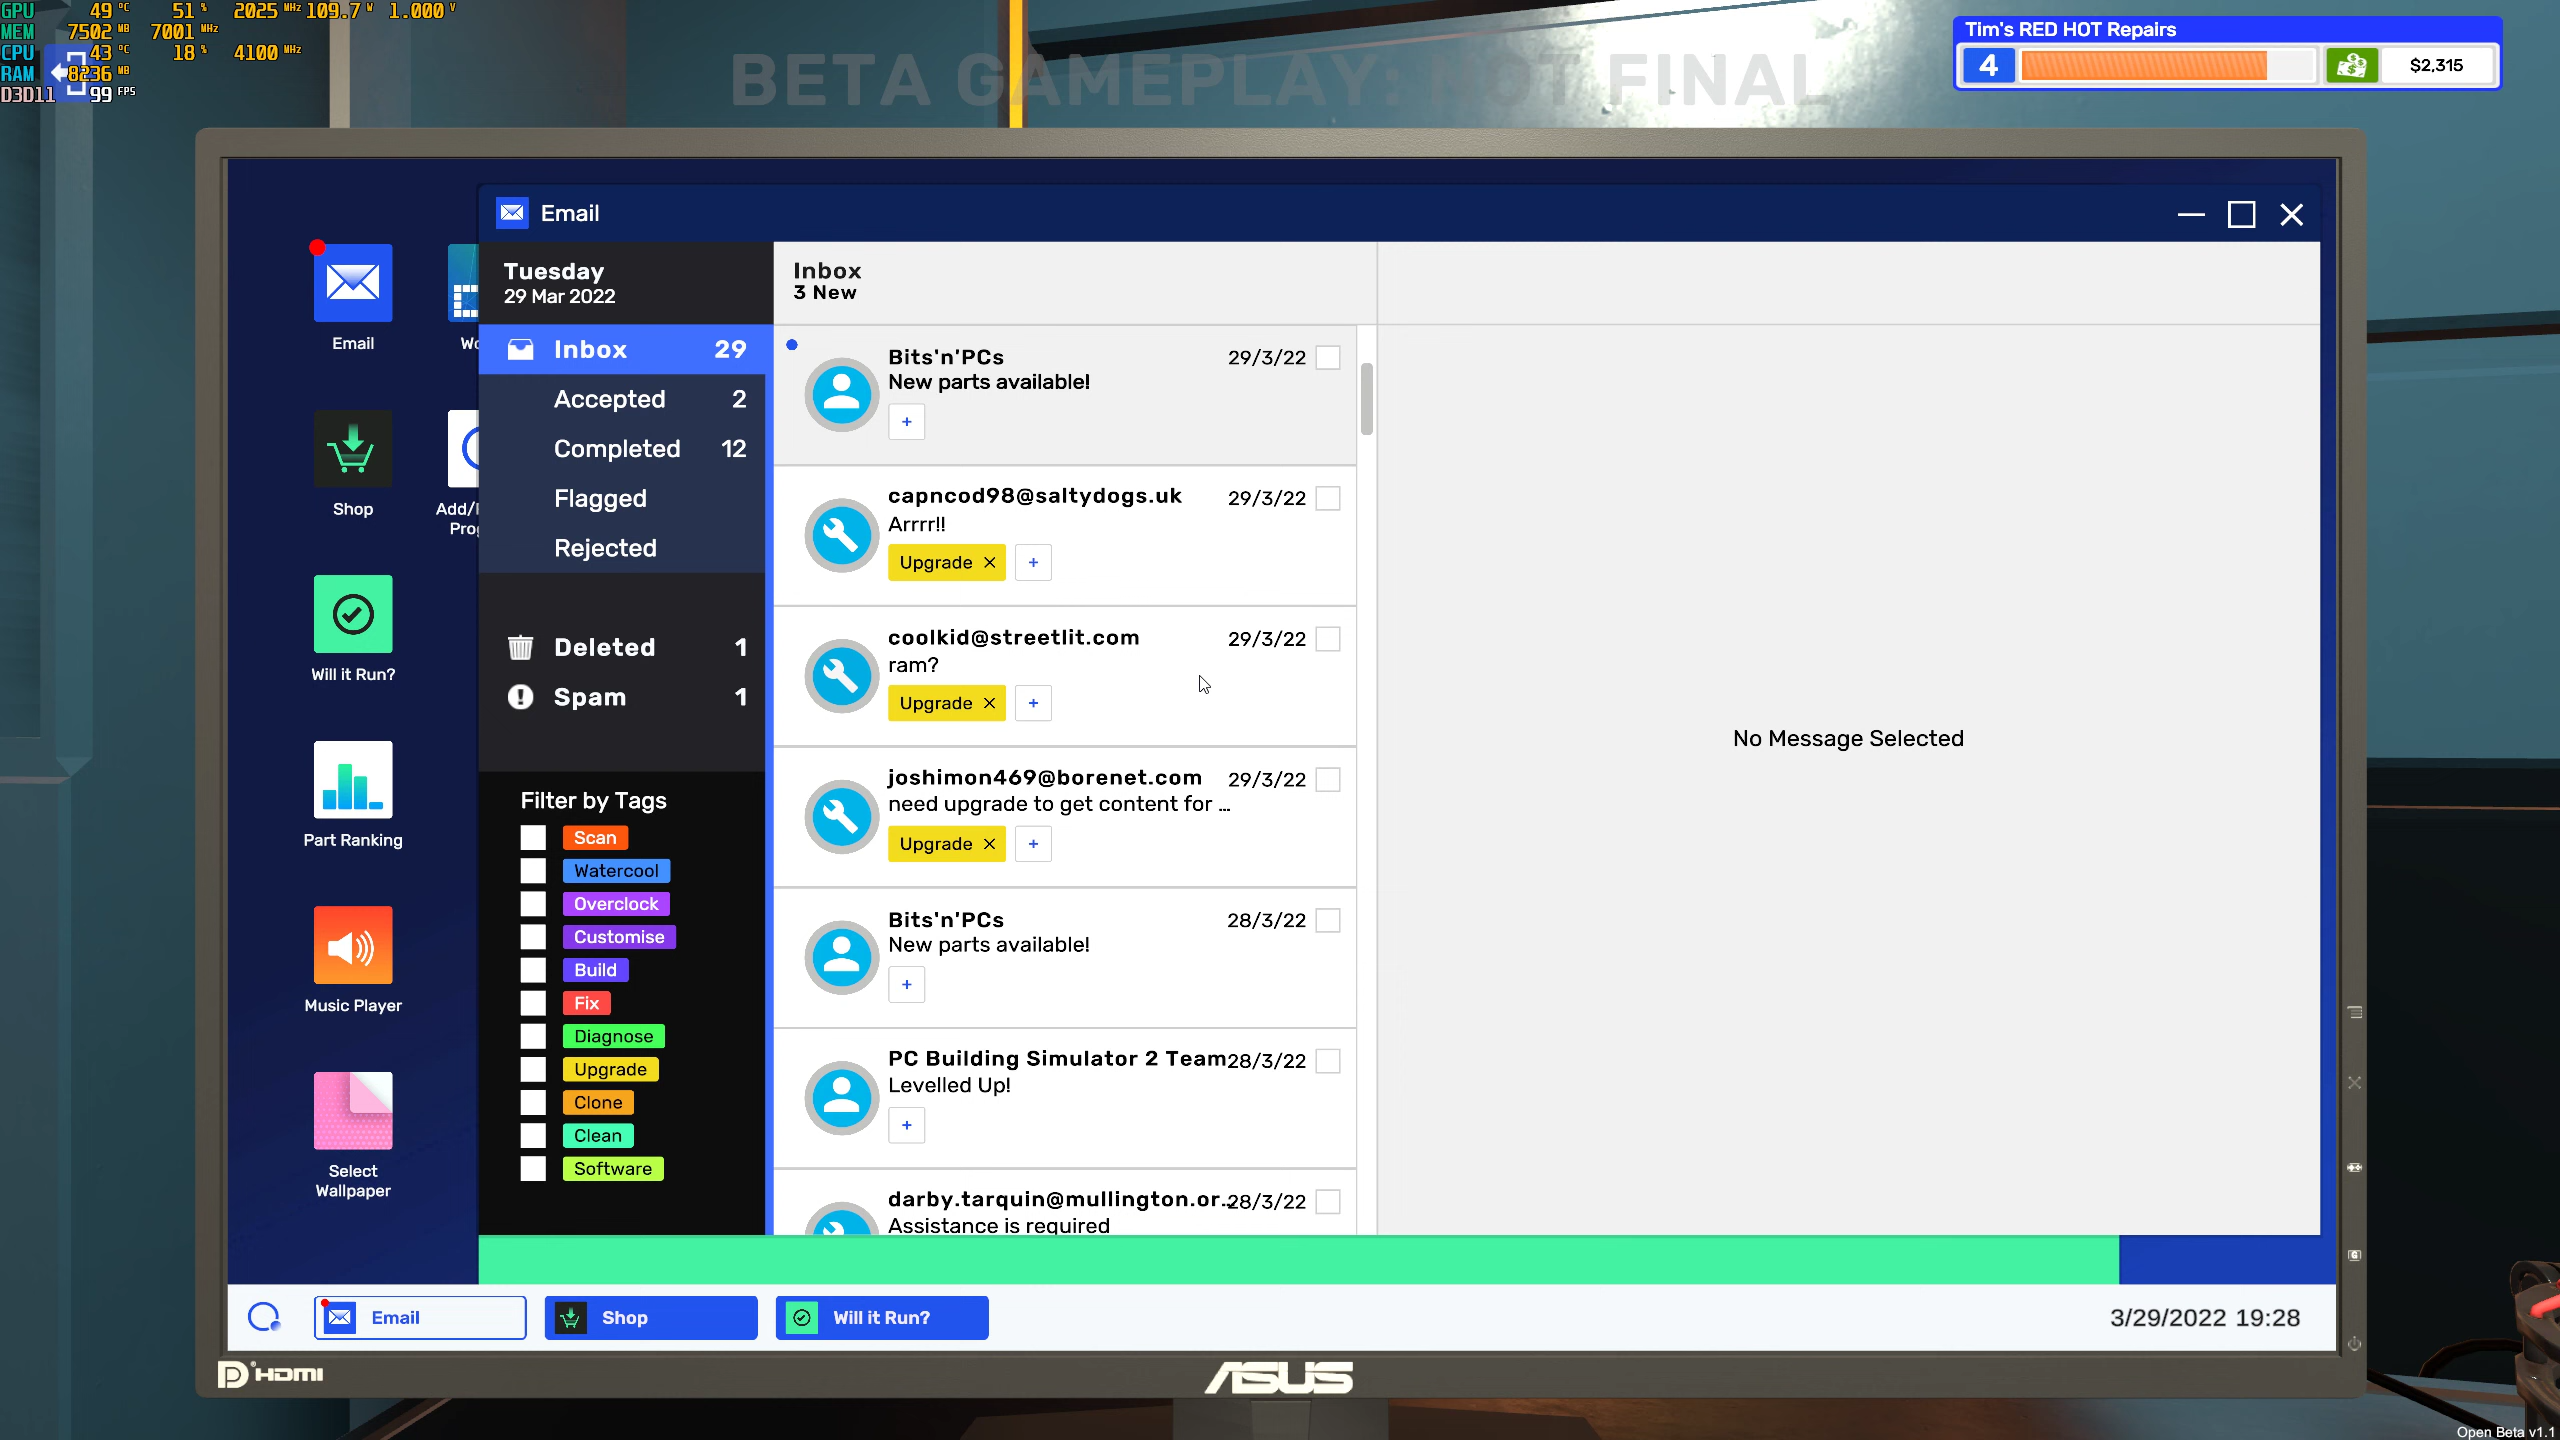 GPU 49 °C 51 % 2025 MHz 109.7 W 1.000 V
MEM 7502 MB 7001 MHz
CPU 43 °C 18 % 4100 MHz
RAM 8236 MB
D3D11 99 FPS
BETA GAMEPLAY: NOT FINAL
Tim's RED HOT Repairs
4 $2,315
Email
Tuesday
29 Mar 2022
Inbox
3 New
Inbox 29
Accepted 2
Completed 12
Flagged
Rejected
Deleted 1
Spam 1
Filter by Tags
Scan
Watercool
Overclock
Customise
Build
Fix
Diagnose
Upgrade
Clone
Clean
Software
Bits'n'PCs 29/3/22
New parts available!
+
capncod98@saltydogs.uk 29/3/22
Arrrr!!
Upgrade × +
coolkid@streetlit.com 29/3/22
ram?
Upgrade × +
joshimon469@borenet.com 29/3/22
need upgrade to get content for ...
Upgrade × +
Bits'n'PCs 28/3/22
New parts available!
+
PC Building Simulator 2 Team 28/3/22
Levelled Up!
+
darby.tarquin@mullington.or... 28/3/22
Assistance is required
No Message Selected
Email
Wo
Shop
Add/
Pro
Will it Run?
Part Ranking
Music Player
Select
Wallpaper
Email
Shop
Will it Run?
3/29/2022 19:28
HDMI
ASUS
Open Beta v1.1